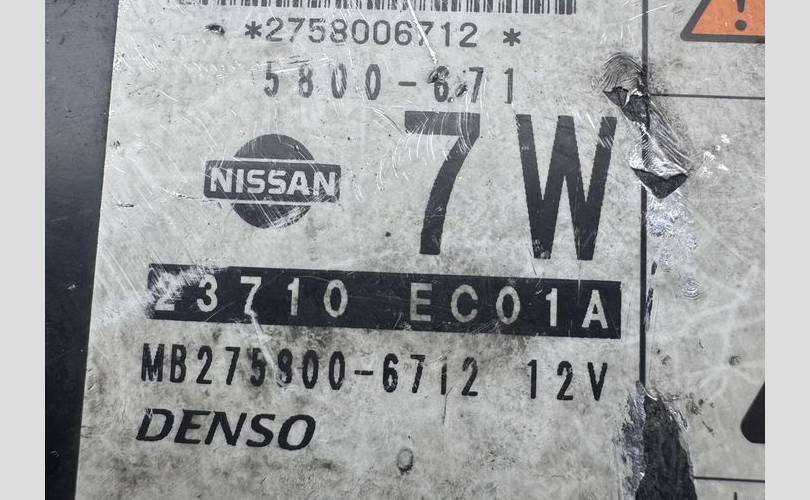 *2758006712 *
5800-671
NISSAN
7W
23710 EC01A
MB275800-6712 12V
DENSO